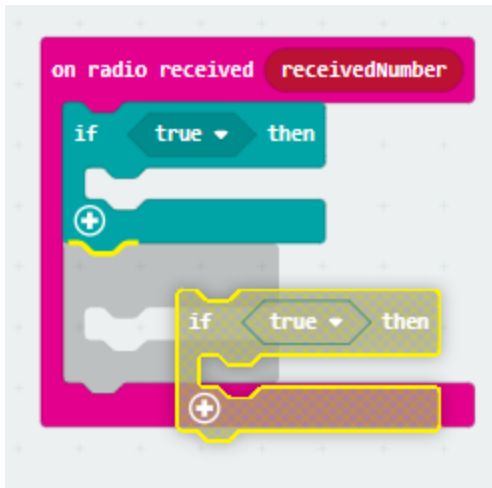 on radio received receivedNumber
if true then
if true then